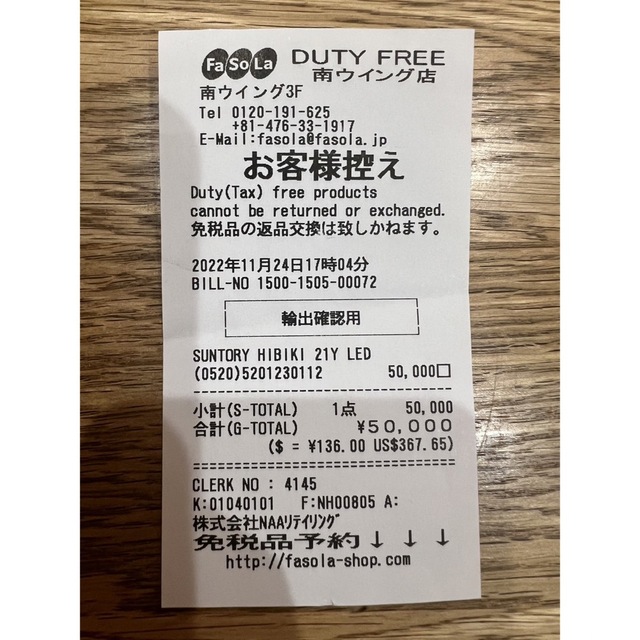 FaSoLa DUTY FREE
南ウイング店
南ウイング3F
Tel 0120-191-625
+81-476-33-1917
E-Mail:fasola@fasola.jp
お客様控え
Duty(Tax) free products
cannot be returned or exchanged.
免税品の返品交換は致しかねます。
2022年11月24日17時04分
BILL-NO 1500-1505-00072
輸出確認用
SUNTORY HIBIKI 21Y LED
(0520)5201230112 50,000□
小計(S-TOTAL) 1点 50,000
合計(G-TOTAL) ¥50,000
($ = ¥136.00 US$367.65)
CLERK NO : 4145
K:01040101 F:NH00805 A:
株式会社NAAリテイリング
免税品予約↓ ↓ ↓
http://fasola-shop.com